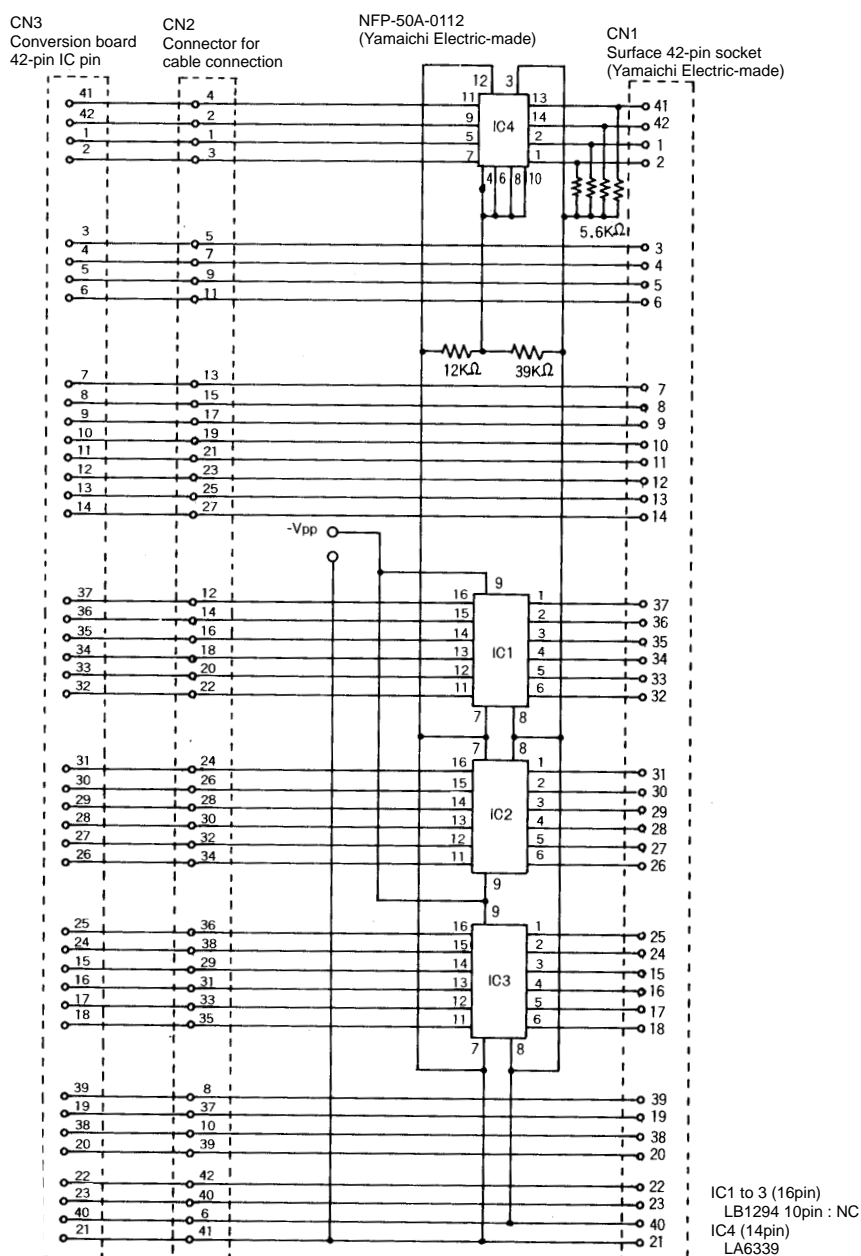 CN3
Conversion board
42-pin IC pin
CN2
Connector for
cable connection
NFP-50A-0112
(Yamaichi Electric-made)
CN1
Surface 42-pin socket
(Yamaichi Electric-made)
12 3
41 4 11 13 41
42 2 9 IC4 14 42
1 1 5 2 1
2 3 7 1 2
4 6 8 10
5.6KΩ
3 5 3
4 7 4
5 9 5
6 11 6
12KΩ 39KΩ
7 13 7
8 15 8
9 17 9
10 19 10
11 21 11
12 23 12
13 25 13
14 27 14
-Vpp
9
37 12 16 1 37
36 14 15 2 36
35 16 14 3 35
34 18 13 IC1 4 34
33 20 12 5 33
32 22 11 6 32
7 8
7 8
31 24 16 1 31
30 26 15 2 30
29 28 14 3 29
28 30 13 IC2 4 28
27 32 12 5 27
26 34 11 6 26
9
9
25 36 16 1 25
24 38 15 2 24
15 29 14 3 15
16 31 13 IC3 4 16
17 33 12 5 17
18 35 11 6 18
7 8
39 8 39
19 37 19
38 10 38
20 39 20
22 42 22
23 40 23
40 6 40
21 41 21
IC1 to 3 (16pin)
LB1294 10pin : NC
IC4 (14pin)
LA6339